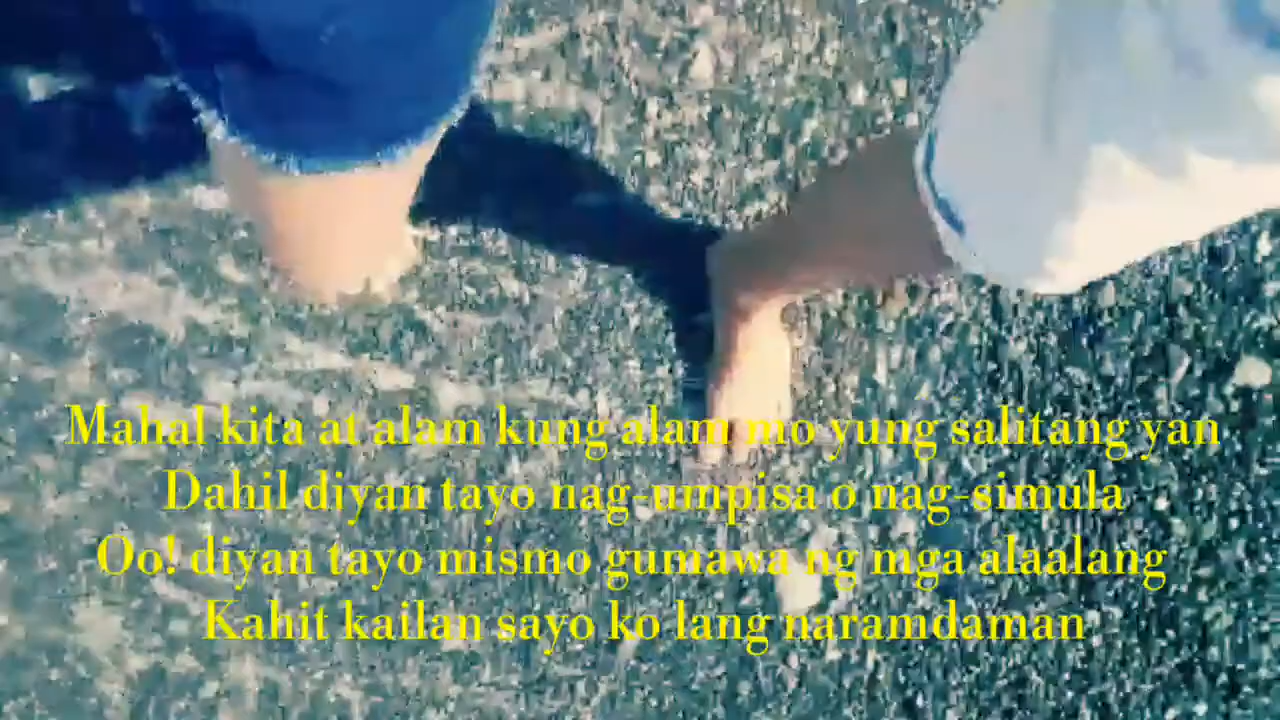 Mahal kita at alam kung alam mo yung salitang yan
Dahil diyan tayo nag-umpisa o nag-simula
Oo! diyan tayo mismo gumawa ng mga alaalang
Kahit kailan sayo ko lang naramdaman